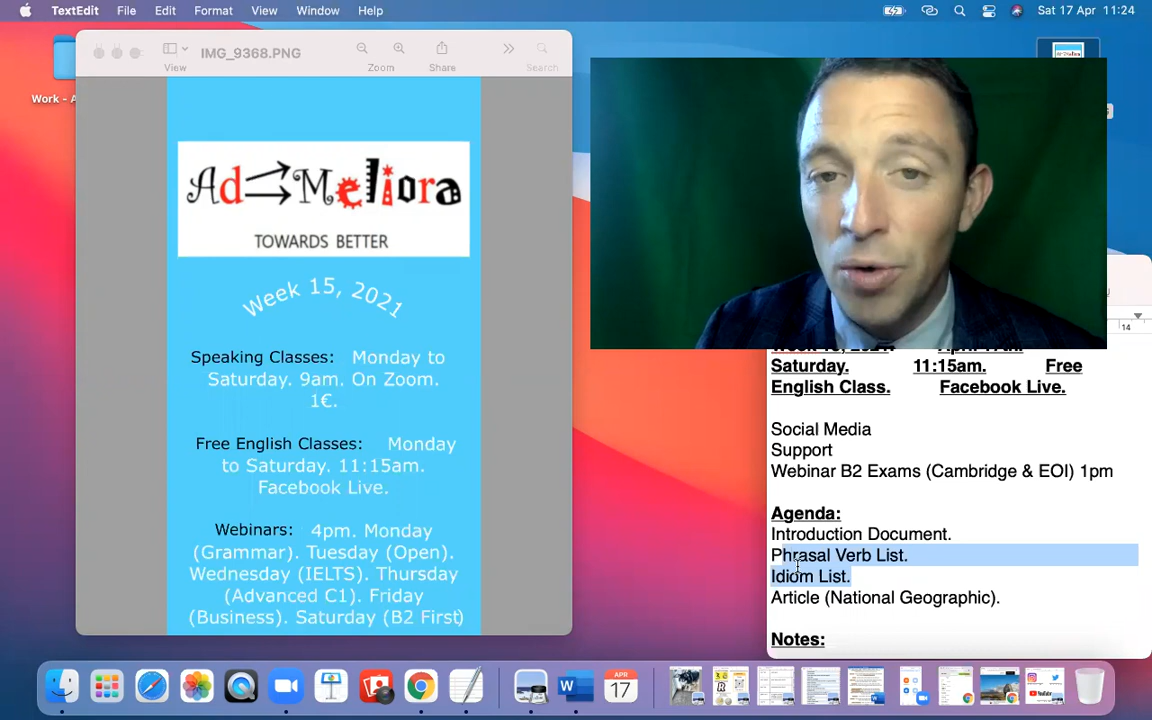 TextEdit File Edit Format View Window Help Sat 17 Apr 11:24
IMG_9368.PNG
View Zoom Share Search
Work - A
Ad Meliora
TOWARDS BETTER
Week 15, 2021
Speaking Classes: Monday to
Saturday. 9am. On Zoom.
1€.
Free English Classes: Monday
to Saturday. 11:15am.
Facebook Live.
Webinars: 4pm. Monday
(Grammar). Tuesday (Open).
Wednesday (IELTS). Thursday
(Advanced C1). Friday
(Business). Saturday (B2 First)
14
Saturday. 11:15am. Free
English Class. Facebook Live.
Social Media
Support
Webinar B2 Exams (Cambridge & EOI) 1pm
Agenda:
Introduction Document.
Phrasal Verb List.
Idiom List.
Article (National Geographic).
Notes:
APR
17